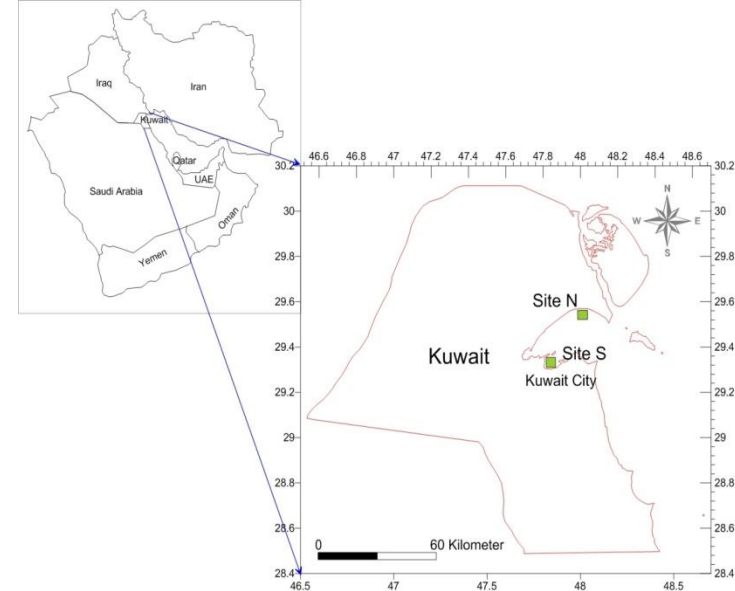 Iraq
Iran
Kuwait
Qatar
UAE
Saudi Arabia
Oman
Yemen
46.6 46.8 47 47.2 47.4 47.6 47.8 48 48.2 48.4 48.6
30.2 30.2
N
30 W E 30
S
29.8 29.8
29.6 29.6
Site N
29.4 29.4
Site S
Kuwait
Kuwait City
29.2 29.2
29 29
28.8 28.8
28.6 28.6
0 60 Kilometer
28.4 28.4
46.5 47 47.5 48 48.5